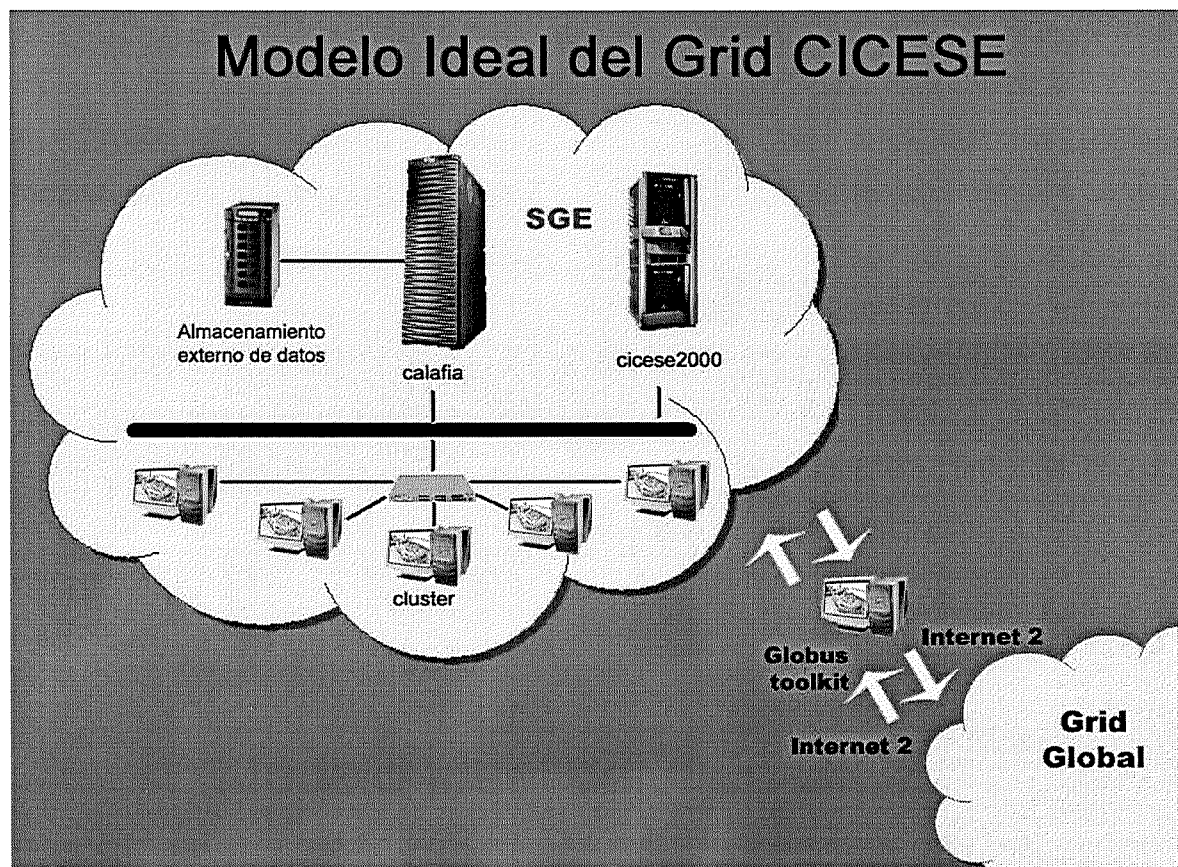 Modelo Ideal del Grid CICESE
SGE
Almacenamiento
externo de datos
calafia
cicese2000
cluster
Globus
toolkit
Internet 2
Internet 2
Grid
Global